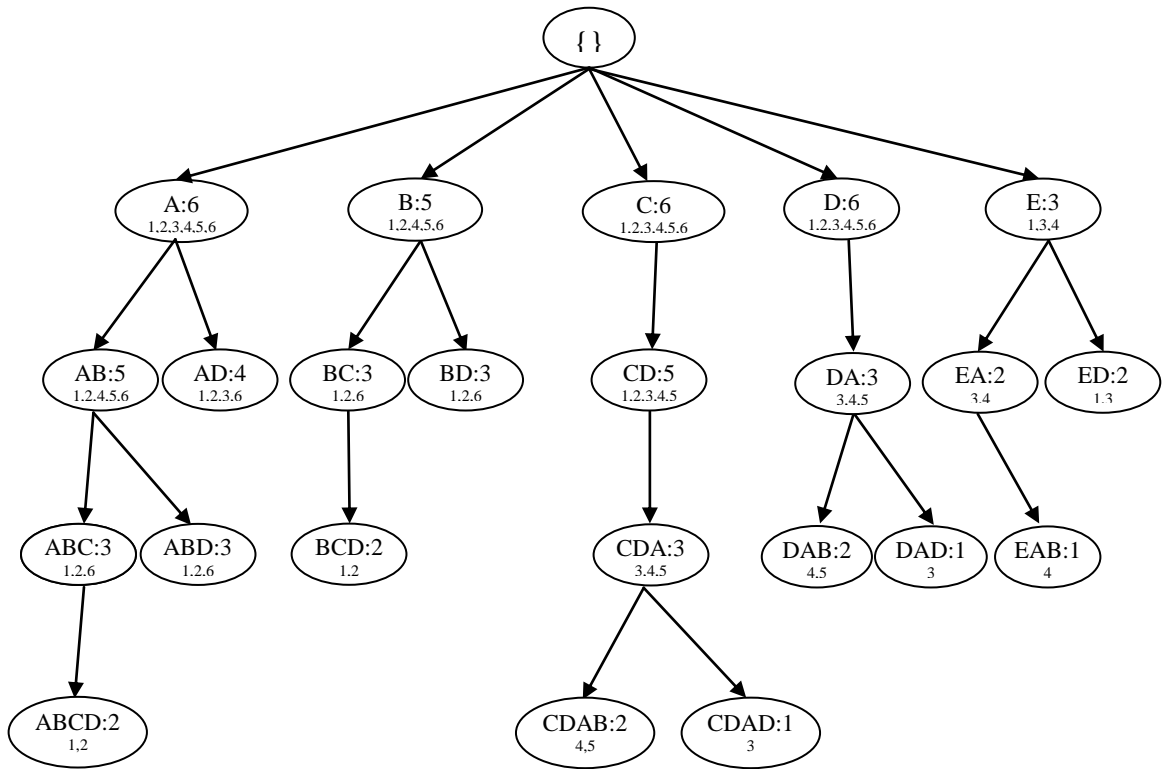 { }
A:6
1,2,3,4,5,6
B:5
1,2,4,5,6
C:6
1,2,3,4,5,6
D:6
1,2,3,4,5,6
E:3
1,3,4
AB:5
1,2,4,5,6
AD:4
1,2,3,6
BC:3
1,2,6
BD:3
1,2,6
CD:5
1,2,3,4,5
DA:3
3,4,5
EA:2
3,4
ED:2
1,3
ABC:3
1,2,6
ABD:3
1,2,6
BCD:2
1,2
CDA:3
3,4,5
DAB:2
4,5
DAD:1
3
EAB:1
4
ABCD:2
1,2
CDAB:2
4,5
CDAD:1
3